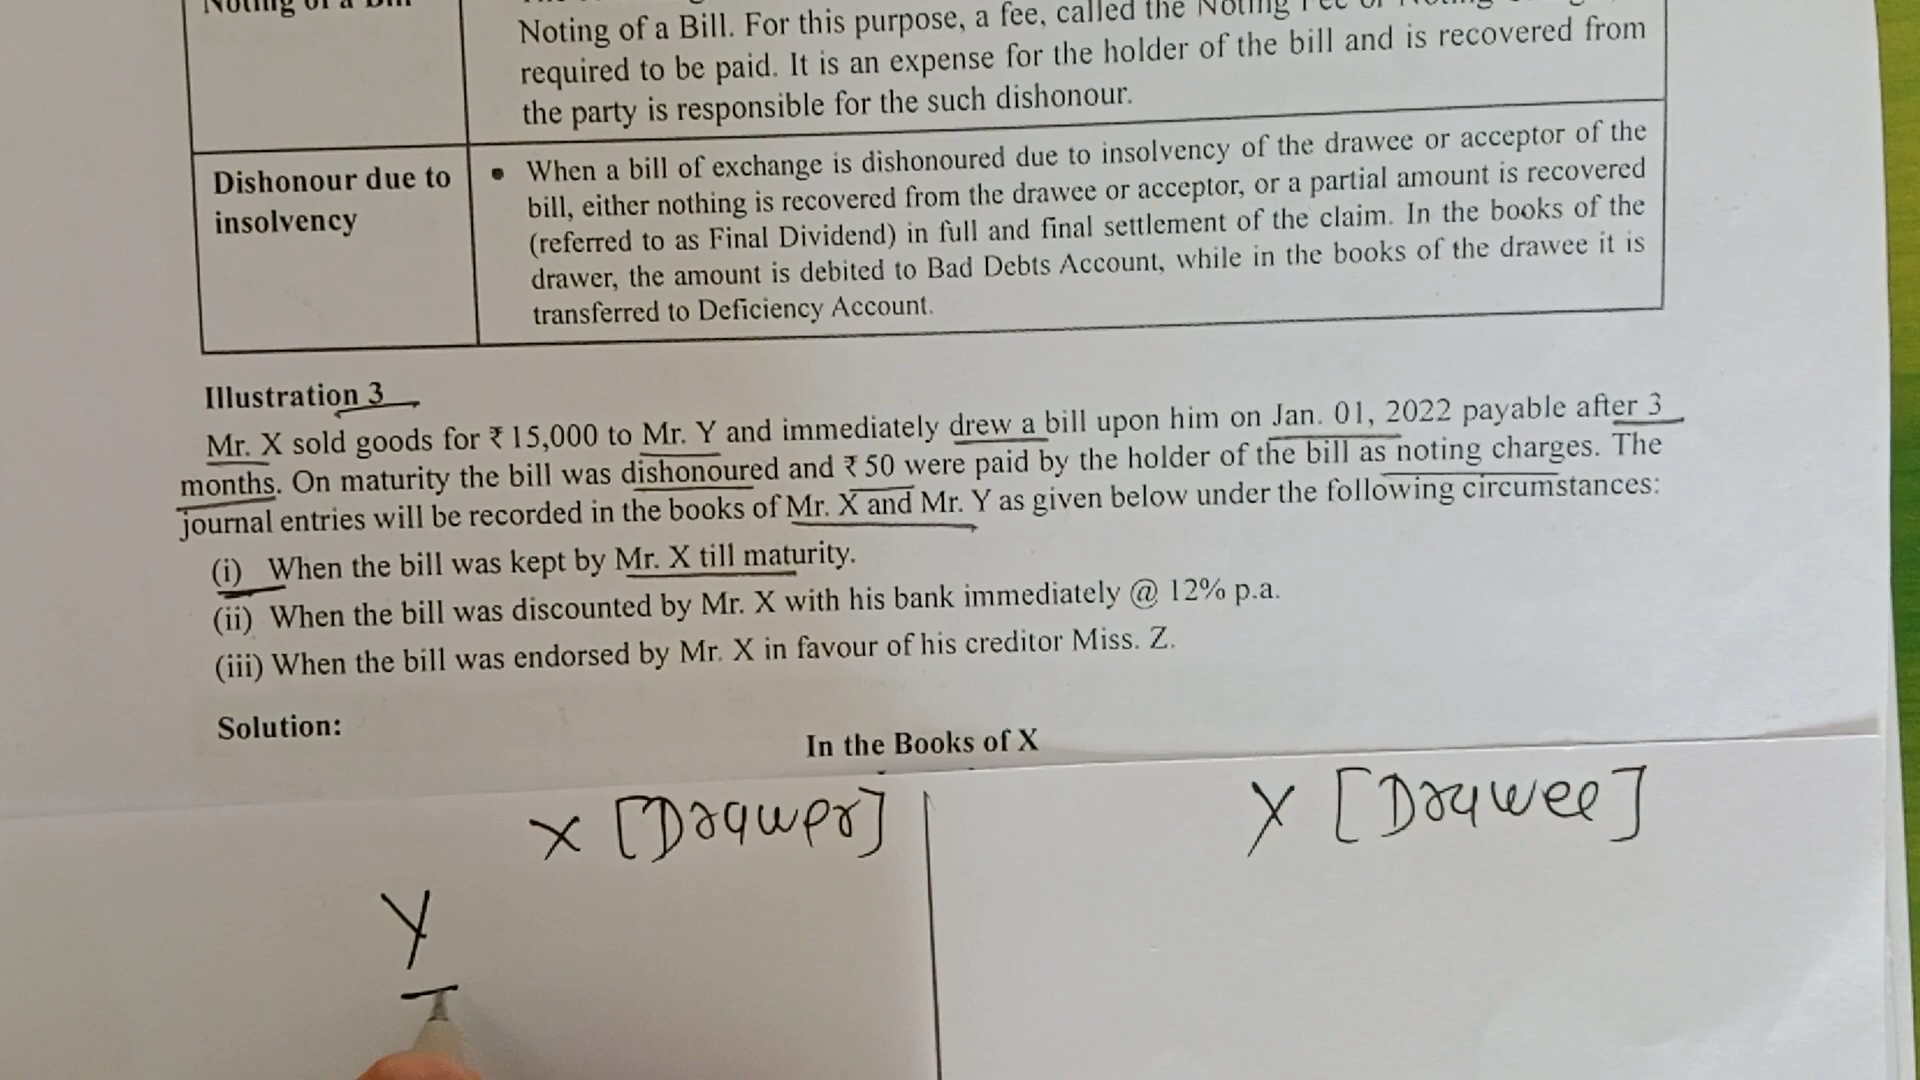 Noting of a Bill
Noting of a Bill. For this purpose, a fee, called the Noting Fee or Noting
required to be paid. It is an expense for the holder of the bill and is recovered from
the party is responsible for the such dishonour.
Dishonour due to
insolvency
• When a bill of exchange is dishonoured due to insolvency of the drawee or acceptor of the
bill, either nothing is recovered from the drawee or acceptor, or a partial amount is recovered
(referred to as Final Dividend) in full and final settlement of the claim. In the books of the
drawer, the amount is debited to Bad Debts Account, while in the books of the drawee it is
transferred to Deficiency Account.
Illustration 3
Mr. X sold goods for ₹ 15,000 to Mr. Y and immediately drew a bill upon him on Jan. 01, 2022 payable after 3
months. On maturity the bill was dishonoured and ₹ 50 were paid by the holder of the bill as noting charges. The
journal entries will be recorded in the books of Mr. X and Mr. Y as given below under the following circumstances:
(i) When the bill was kept by Mr. X till maturity.
(ii) When the bill was discounted by Mr. X with his bank immediately @ 12% p.a.
(iii) When the bill was endorsed by Mr. X in favour of his creditor Miss. Z.
Solution:
In the Books of X
X [Drawer]
Y [Drawee]
Y